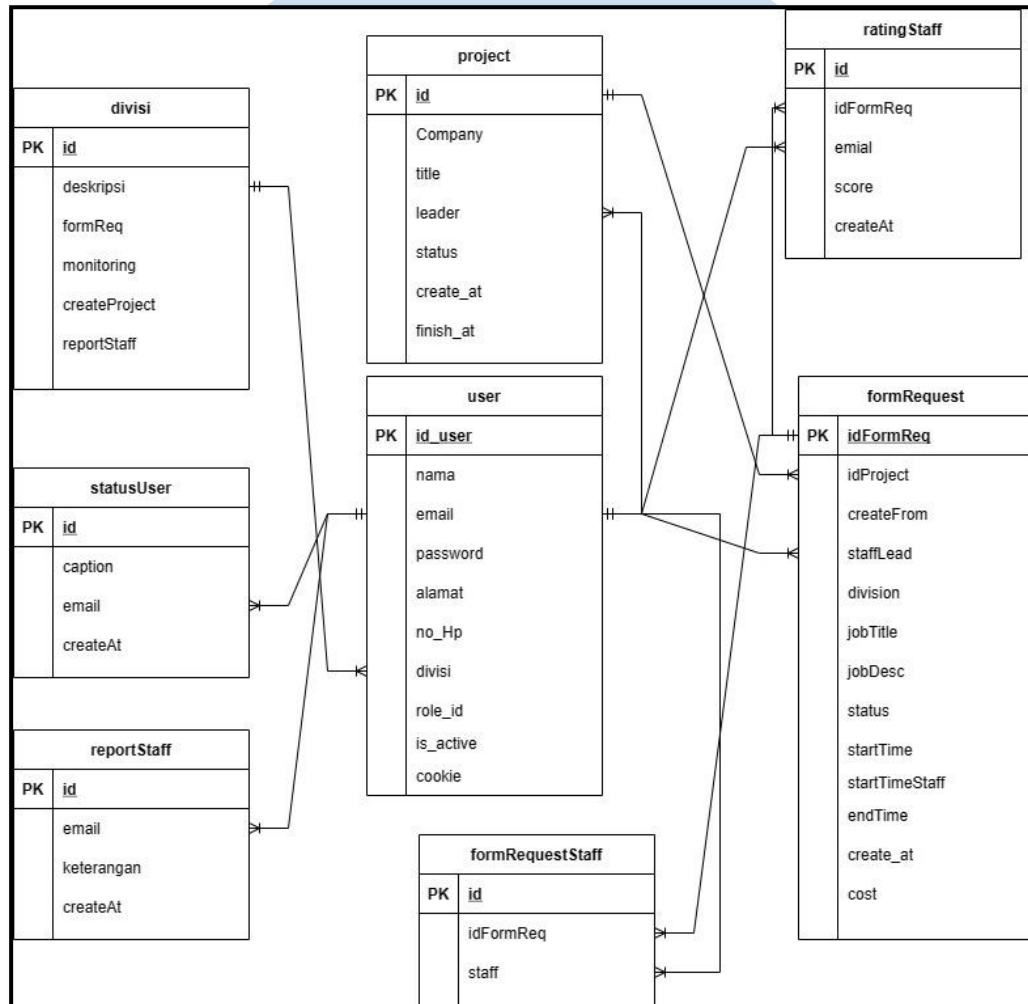 project
PK id
Company
title
leader
status
create_at
finish_at
ratingStaff
PK id
idFormReq
emial
score
createAt
divisi
PK id
deskripsi
formReq
monitoring
createProject
reportStaff
user
PK id_user
nama
email
password
alamat
no_Hp
divisi
role_id
is_active
cookie
formRequest
PK idFormReq
idProject
createFrom
staffLead
division
jobTitle
jobDesc
status
startTime
startTimeStaff
endTime
create_at
cost
statusUser
PK id
caption
email
createAt
reportStaff
PK id
email
keterangan
createAt
formRequestStaff
PK id
idFormReq
staff